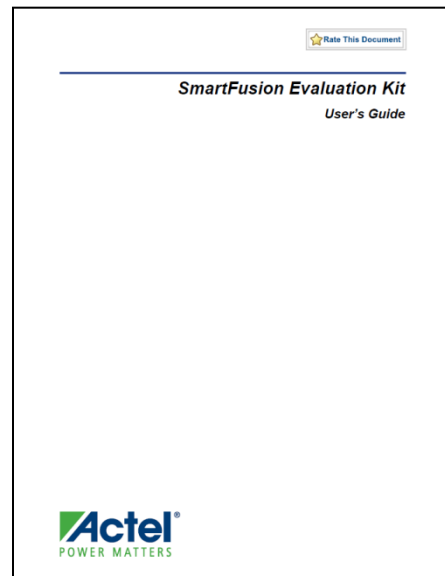 Rate This Document
SmartFusion Evaluation Kit
User's Guide
Actel®
POWER MATTERS